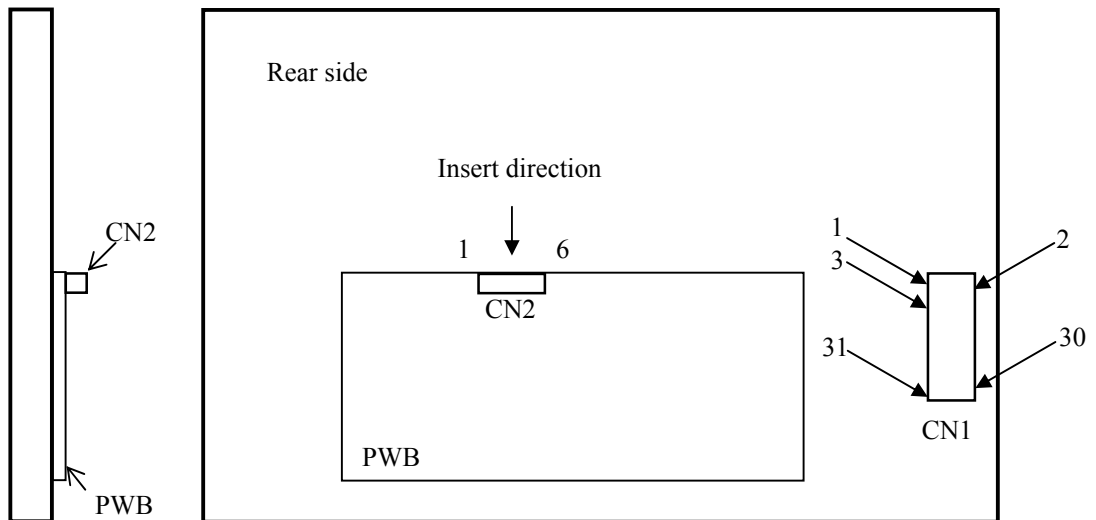 Rear side
Insert direction
CN2
1
6
1
2
3
CN2
31
30
CN1
PWB
PWB